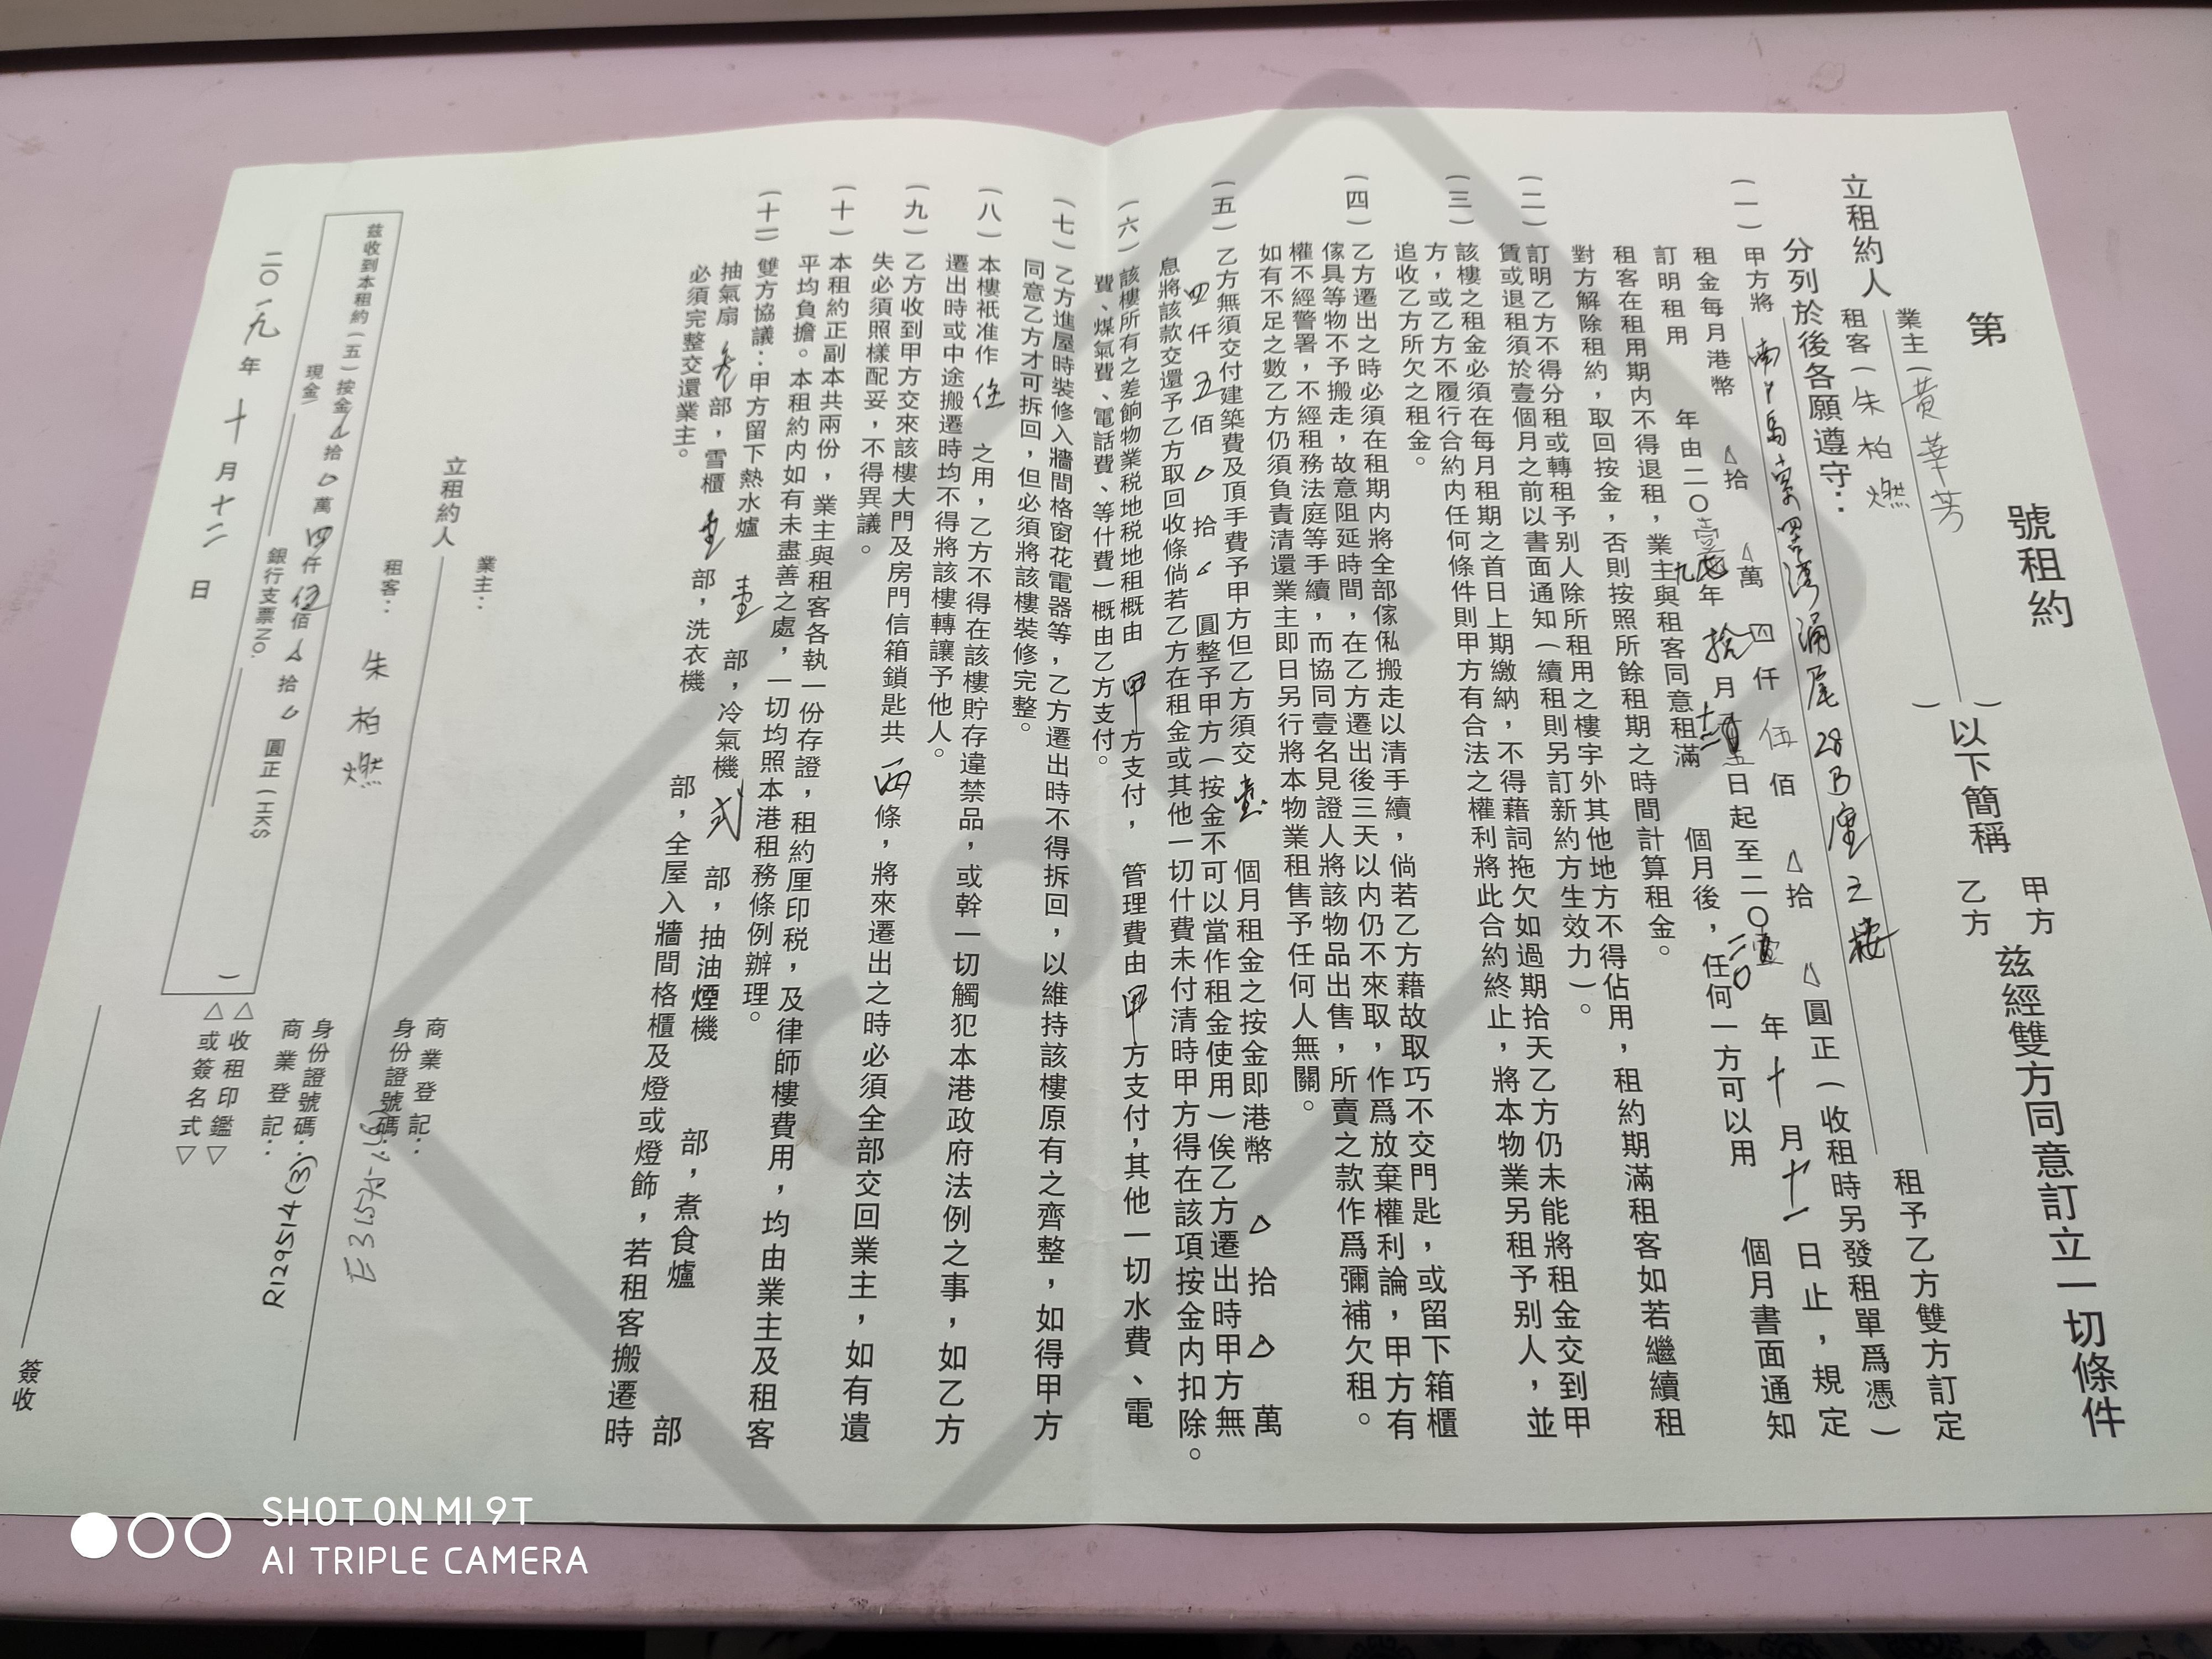 第 號租約
立租約人 業主（黃華芳 ） 以下簡稱 甲方 兹經雙方同意訂立一切條件
租客（朱柏燃 ） 乙方
分列於後各願遵守：
（一）甲方將 南丫島索罟灣涌尾28B 之 租予乙方雙方訂定
租金每月港幣 △拾 △萬 四仟 伍佰 △拾 △圓正（收租時另發租單爲憑）
訂明租用 年由二〇 九年 拾月 日起至二〇二〇年十月十一日止，規定
租客在租用期内不得退租，業主與租客同意租滿 個月後，任何一方可以用 個月書面通知
對方解除租約，取回按金，否則按照所餘租期之時間計算租金。
（二）訂明乙方不得分租或轉租予别人除所租用之樓宇外其他地方不得佔用，租約期滿租客如若繼續租
賃或退租須於壹個月之前以書面通知（續租則另訂新約方生效力）。
（三）該樓之租金必須在每月租期之首日上期繳納，不得藉詞拖欠如過期拾天乙方仍未能將租金交到甲
方，或乙方不履行合約内任何條件則甲方有合法之權利將此合約終止，將本物業另租予别人，並
追收乙方所欠之租金。
（四）乙方遷出之時必須在租期内將全部傢俬搬走以清手續，倘若乙方藉故取巧不交門匙，或留下箱櫃
傢具等物不予搬走，故意阻延時間，在乙方遷出後三天以内仍不來取，作爲放棄權利論，甲方有
權不經警署，不經租務法庭等手續，而協同壹名見證人將該物品出售，所賣之款作爲彌補欠租。
如有不足之數乙方仍須負責清還業主即日另行將本物業租售予任何人無關。
（五）乙方無須交付建築費及頂手費予甲方但乙方須交壹個月租金之按金即港幣 △拾 △萬
四仟 五佰 △拾 △圓整予甲方（按金不可以當作租金使用）俟乙方遷出時甲方無
息將該款交還予乙方取回收條倘若乙方在租金或其他一切什費未付清時甲方得在該項按金内扣除。
（六）該樓所有之差餉物業税地税地租概由 甲 方支付， 管理費由 甲 方支付，其他一切水費、電
費、煤氣費、電話費、等什費一概由乙方支付。
（七）乙方進屋時裝修入牆間格窗花電器等，乙方遷出時不得拆回，以維持該樓原有之齊整，如得甲方
同意乙方才可拆回，但必須將該樓裝修完整。
（八）本樓祇准作 住 之用，乙方不得在該樓貯存違禁品，或幹一切觸犯本港政府法例之事，如乙方
遷出時或中途搬遷時均不得將該樓轉讓予他人。
（九）乙方收到甲方交來該樓大門及房門信箱鎖匙共 兩 條，將來遷出之時必須全部交回業主，如有遺
失必須照樣配妥，不得異議。
（十）本租約正副本共兩份，業主與租客各執一份存證，租約厘印税，及律師樓費用，均由業主及租客
平均負擔。本租約内如有未盡善之處，一切均照本港租務條例辦理。
（十一）雙方協議：甲方留下熱水爐 壹 部，冷氣機 弍 部，抽油煙機 部，煮食爐 部
抽氣扇 部，雪櫃 壹 部，洗衣機 部，全屋入牆間格櫃及燈或燈飾，若租客搬遷時
必須完整交還業主。
立租約人 業主： 商業登記：
身份證號碼：
租客： 朱柏燃 身份證號碼：R129514(3)
商業登記：
兹收到本租約（五）按金△拾△萬四仟伍佰△拾△圓正（HK$ ）
現金/ 銀行支票NO.
△收租印鑑▽
△或簽名式▽
簽收
二〇一九年 十月十二日